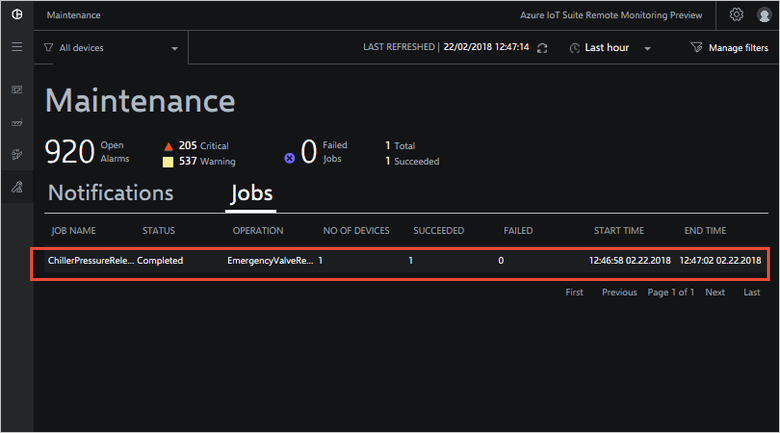 Maintenance Azure IoT Suite Remote Monitoring Preview
All devices LAST REFRESHED | 22/02/2018 12:47:14 Last hour Manage filters
Maintenance
920 Open Alarms 205 Critical 537 Warning 0 Failed Jobs 1 Total 1 Succeeded
Notifications Jobs
JOB NAME STATUS OPERATION NO OF DEVICES SUCCEEDED FAILED START TIME END TIME
ChillerPressureRele... Completed EmergencyValveRe... 1 1 0 12:46:58 02.22.2018 12:47:02 02.22.2018
First Previous Page 1 of 1 Next Last